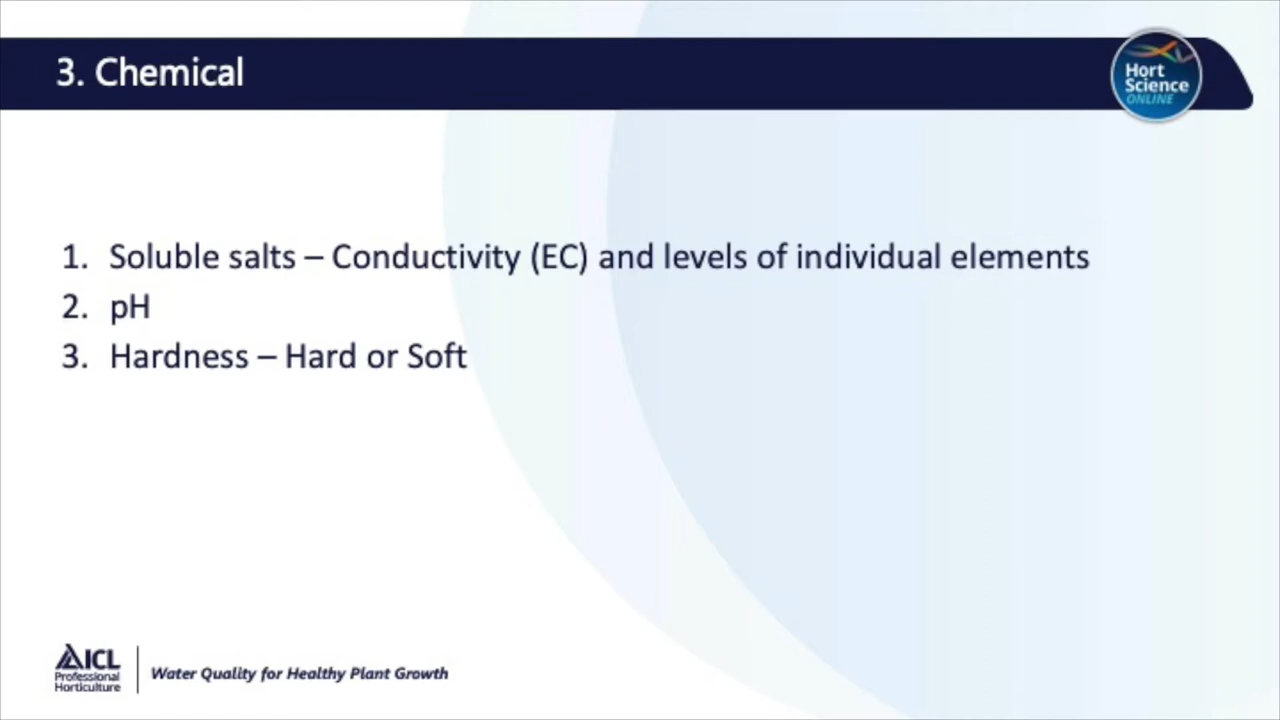 3. Chemical
Hort
Science
ONLINE
1. Soluble salts – Conductivity (EC) and levels of individual elements
2. pH
3. Hardness – Hard or Soft
ICL
Professional
Horticulture
Water Quality for Healthy Plant Growth